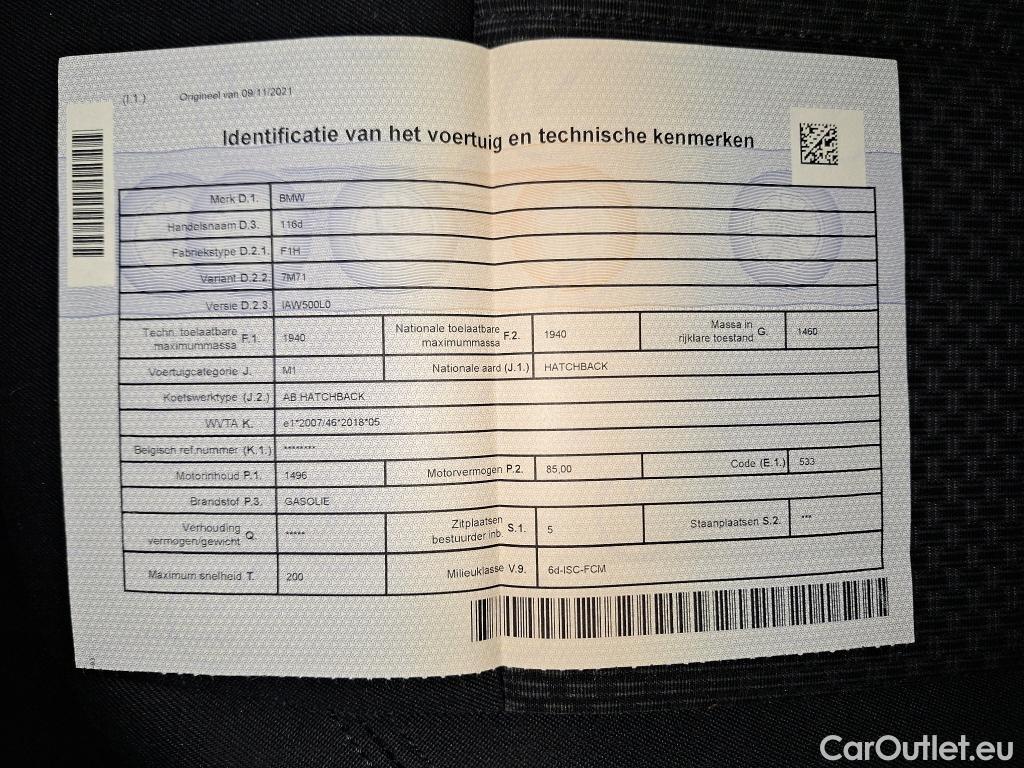 (I.1.) Origineel van 09/11/2021
Identificatie van het voertuig en technische kenmerken
Merk D.1. BMW
Handelsnaam D.3. 116d
Fabriekstype D.2.1. F1H
Variant D.2.2. 7M71
Versie D.2.3. IAW500L0
Techn. toelaatbare maximummassa F.1. 1940 Nationale toelaatbare maximummassa F.2. 1940 Massa in rijklare toestand G. 1460
Voertuigcategorie J. M1 Nationale aard (J.1.) HATCHBACK
Koetswerktype (J.2.) AB HATCHBACK
WVTA K. e1*2007/46*2018*05
Belgisch ref.nummer (K.1.) ********
Motorinhoud P.1. 1496 Motorvermogen P.2. 85,00 Code (E.1.) 533
Brandstof P.3. GASOLIE
Verhouding vermogen/gewicht Q. ***** Zitplaatsen bestuurder inb. S.1. 5 Staanplaatsen S.2. ***
Maximum snelheid T. 200 Milieuklasse V.9. 6d-ISC-FCM
3
CarOutlet.eu